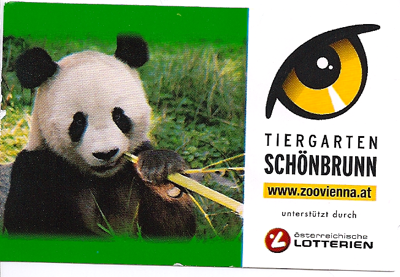 TIERGARTEN
SCHÖNBRUNN
www.zoovienna.at
unterstützt durch
österreichische
LOTTERIEN